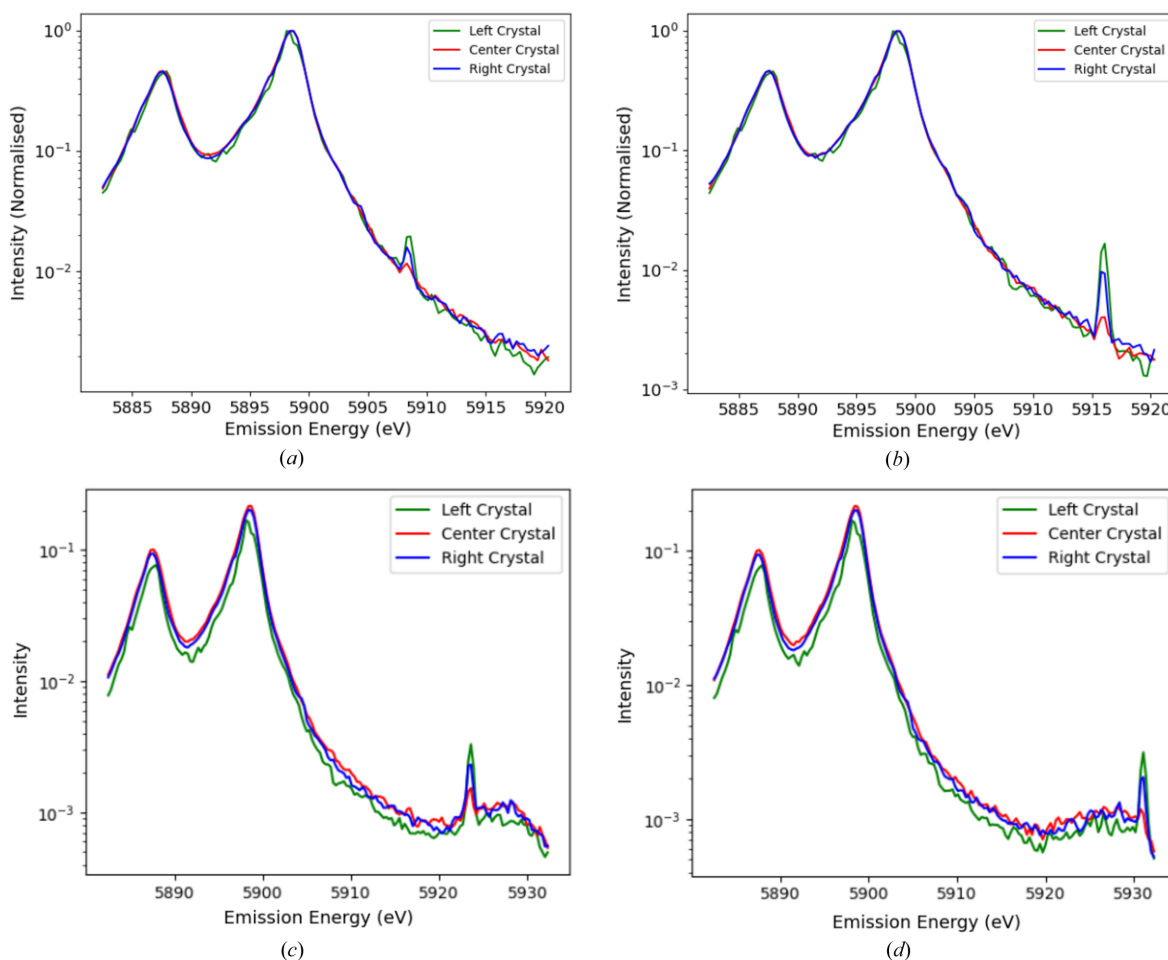 10⁰
10⁻¹
10⁻²
Intensity (Normalised)
Left Crystal
Center Crystal
Right Crystal
5885 5890 5895 5900 5905 5910 5915 5920
Emission Energy (eV)
(a)
10⁰
10⁻¹
10⁻²
10⁻³
Intensity (Normalised)
Left Crystal
Center Crystal
Right Crystal
5885 5890 5895 5900 5905 5910 5915 5920
Emission Energy (eV)
(b)
10⁻¹
10⁻²
10⁻³
Intensity
Left Crystal
Center Crystal
Right Crystal
5890 5900 5910 5920 5930
Emission Energy (eV)
(c)
10⁻¹
10⁻²
10⁻³
Intensity
Left Crystal
Center Crystal
Right Crystal
5890 5900 5910 5920 5930
Emission Energy (eV)
(d)